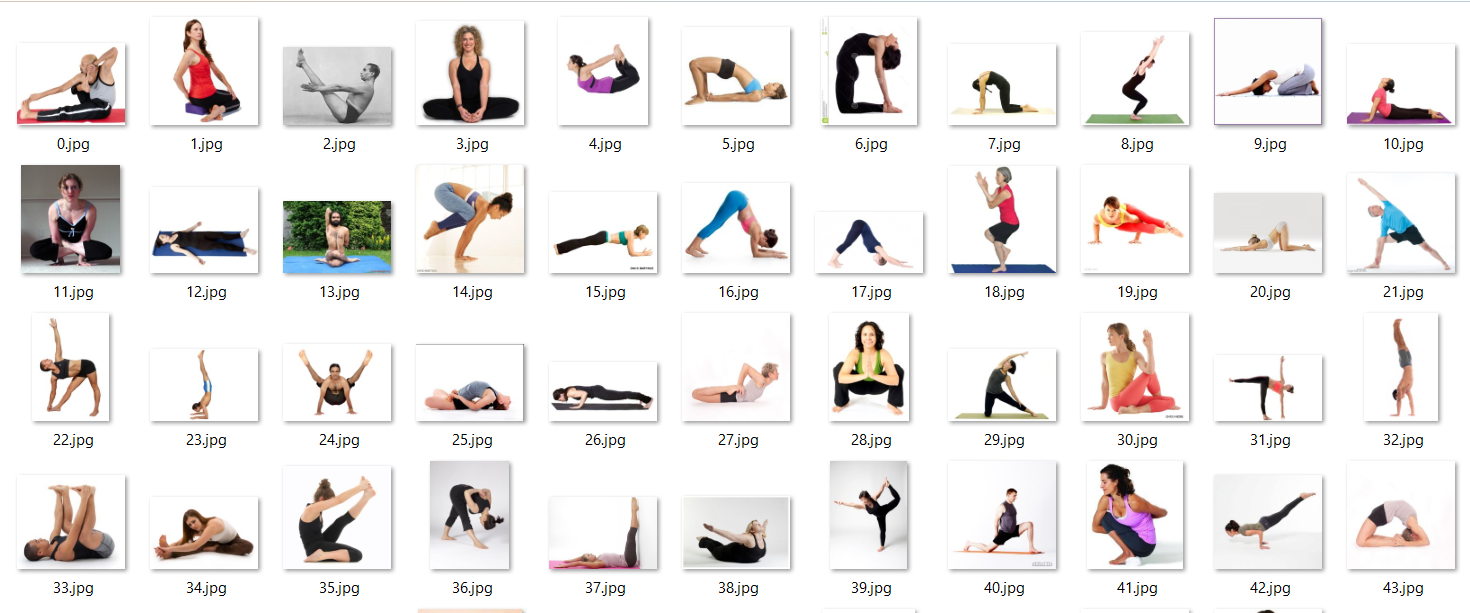 0.jpg 1.jpg 2.jpg 3.jpg 4.jpg 5.jpg 6.jpg 7.jpg 8.jpg 9.jpg 10.jpg
11.jpg 12.jpg 13.jpg 14.jpg 15.jpg 16.jpg 17.jpg 18.jpg 19.jpg 20.jpg 21.jpg
22.jpg 23.jpg 24.jpg 25.jpg 26.jpg 27.jpg 28.jpg 29.jpg 30.jpg 31.jpg 32.jpg
33.jpg 34.jpg 35.jpg 36.jpg 37.jpg 38.jpg 39.jpg 40.jpg 41.jpg 42.jpg 43.jpg